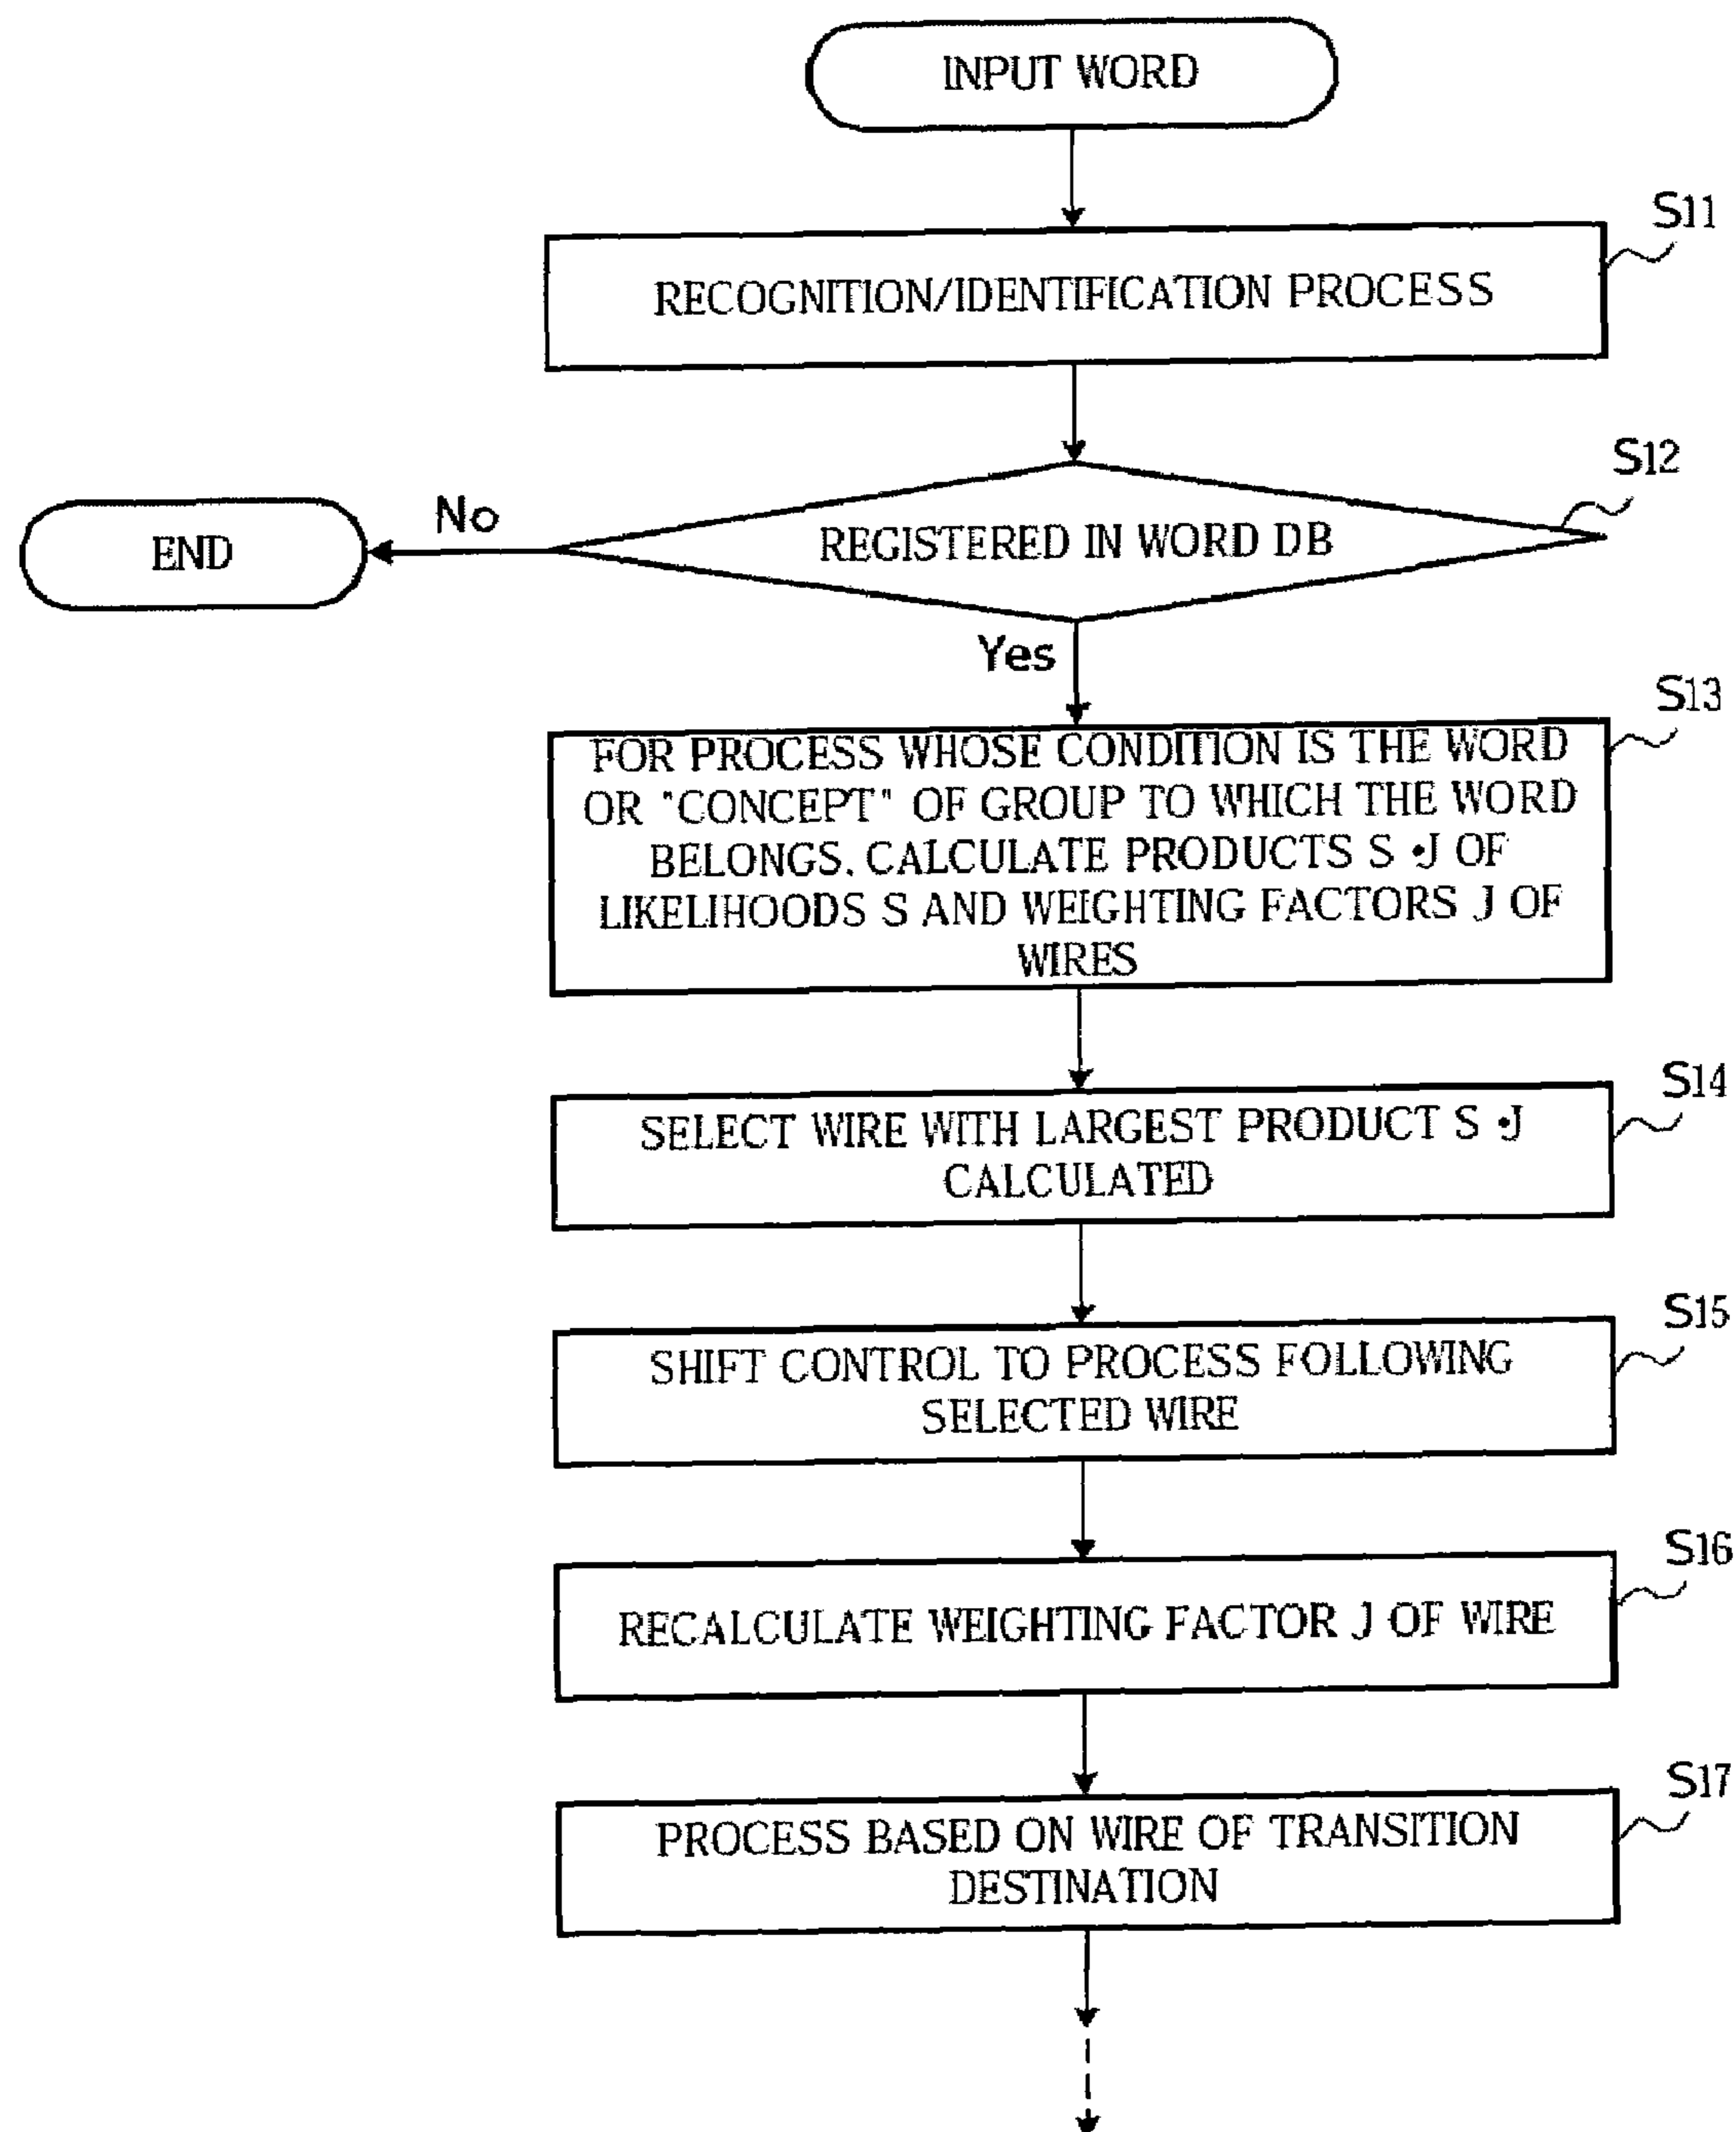 INPUT WORD
S11
RECOGNITION/IDENTIFICATION PROCESS
S12
REGISTERED IN WORD DB
No
END
Yes
S13
FOR PROCESS WHOSE CONDITION IS THE WORD
OR "CONCEPT" OF GROUP TO WHICH THE WORD
BELONGS, CALCULATE PRODUCTS S •J OF
LIKELIHOODS S AND WEIGHTING FACTORS J OF
WIRES
S14
SELECT WIRE WITH LARGEST PRODUCT S •J
CALCULATED
S15
SHIFT CONTROL TO PROCESS FOLLOWING
SELECTED WIRE
S16
RECALCULATE WEIGHTING FACTOR J OF WIRE
S17
PROCESS BASED ON WIRE OF TRANSITION
DESTINATION